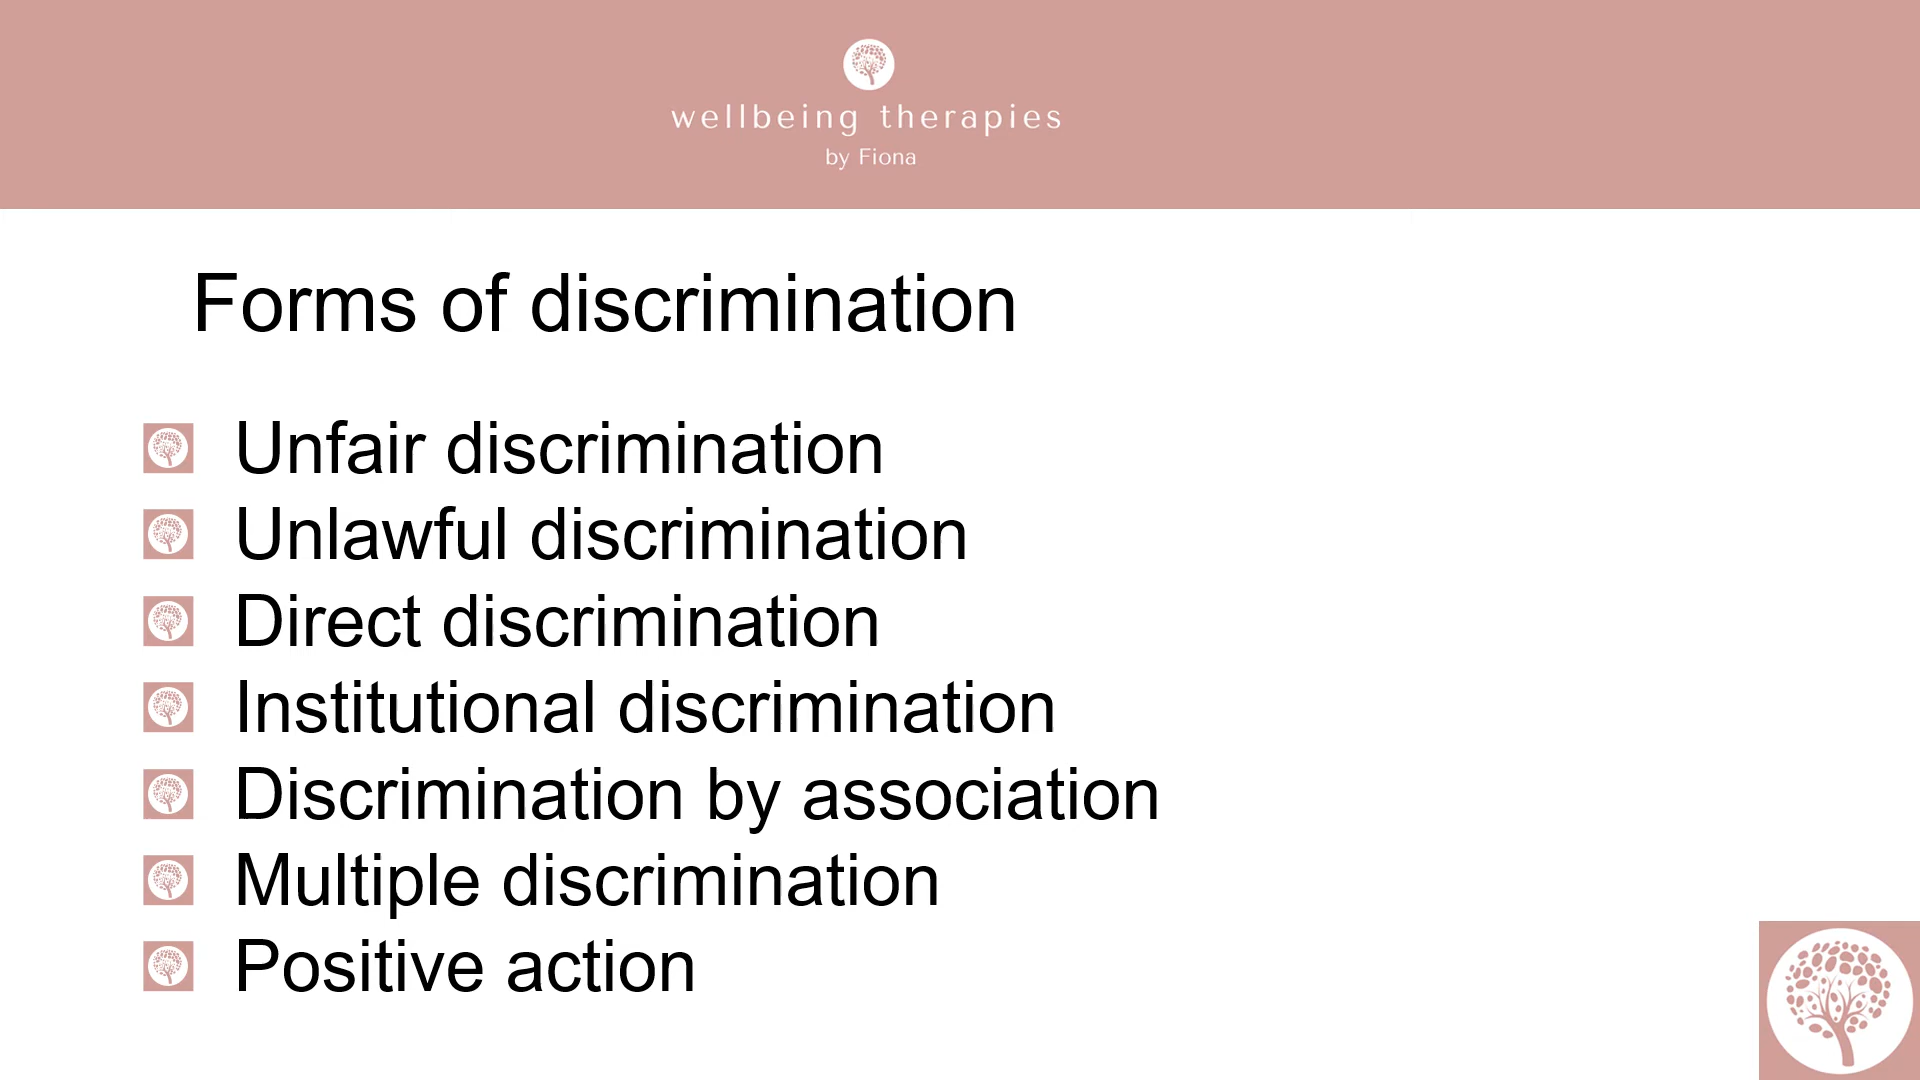 wellbeing therapies
by Fiona
Forms of discrimination
Unfair discrimination
Unlawful discrimination
Direct discrimination
Institutional discrimination
Discrimination by association
Multiple discrimination
Positive action